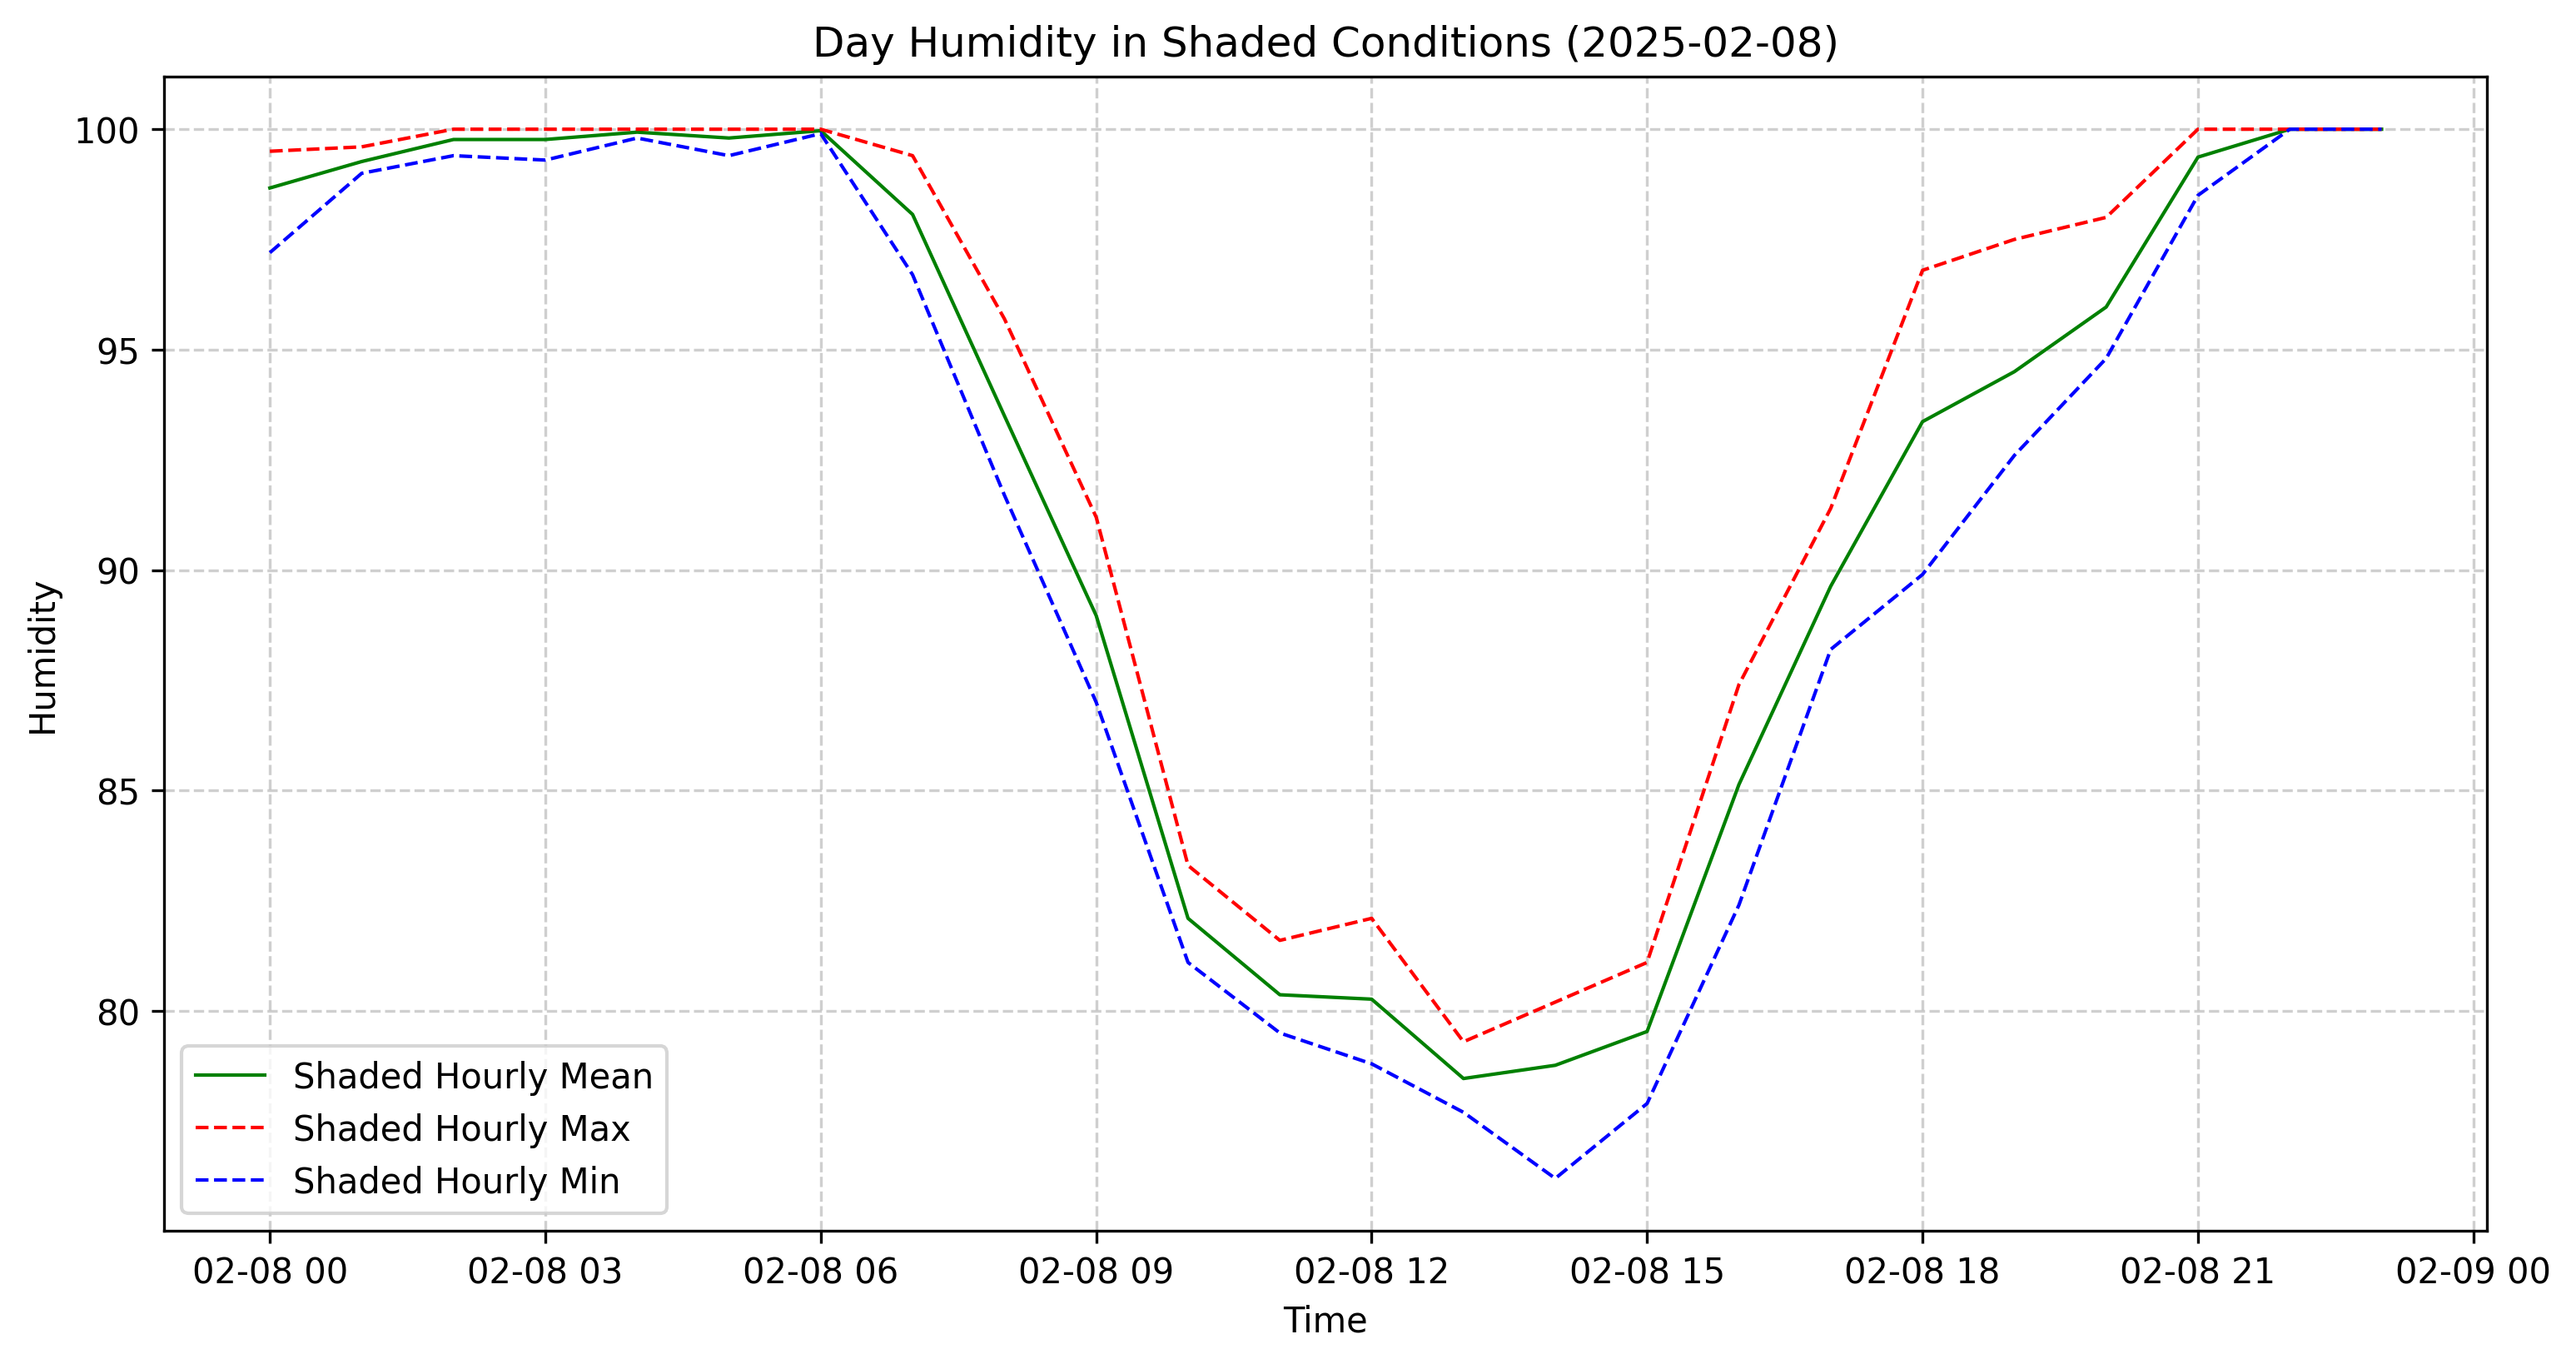 Day Humidity in Shaded Conditions (2025-02-08)
100
95
90
85
80
Humidity
Shaded Hourly Mean
Shaded Hourly Max
Shaded Hourly Min
02-08 00 02-08 03 02-08 06 02-08 09 02-08 12 02-08 15 02-08 18 02-08 21 02-09 00
Time